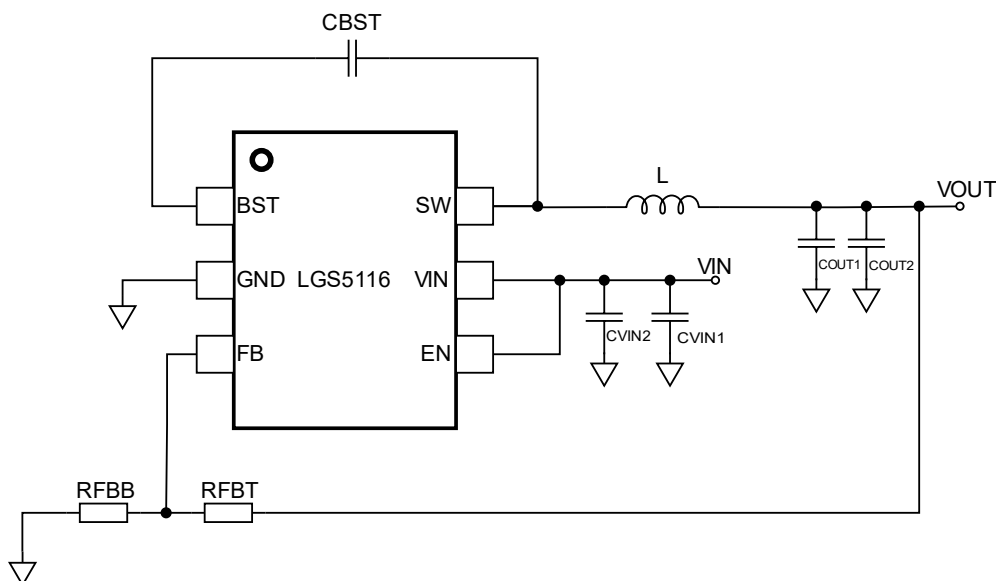 CBST
BST
SW
L
VOUT
GND
LGS5116
VIN
VIN
COUT1
COUT2
CVIN2
CVIN1
FB
EN
RFBB
RFBT